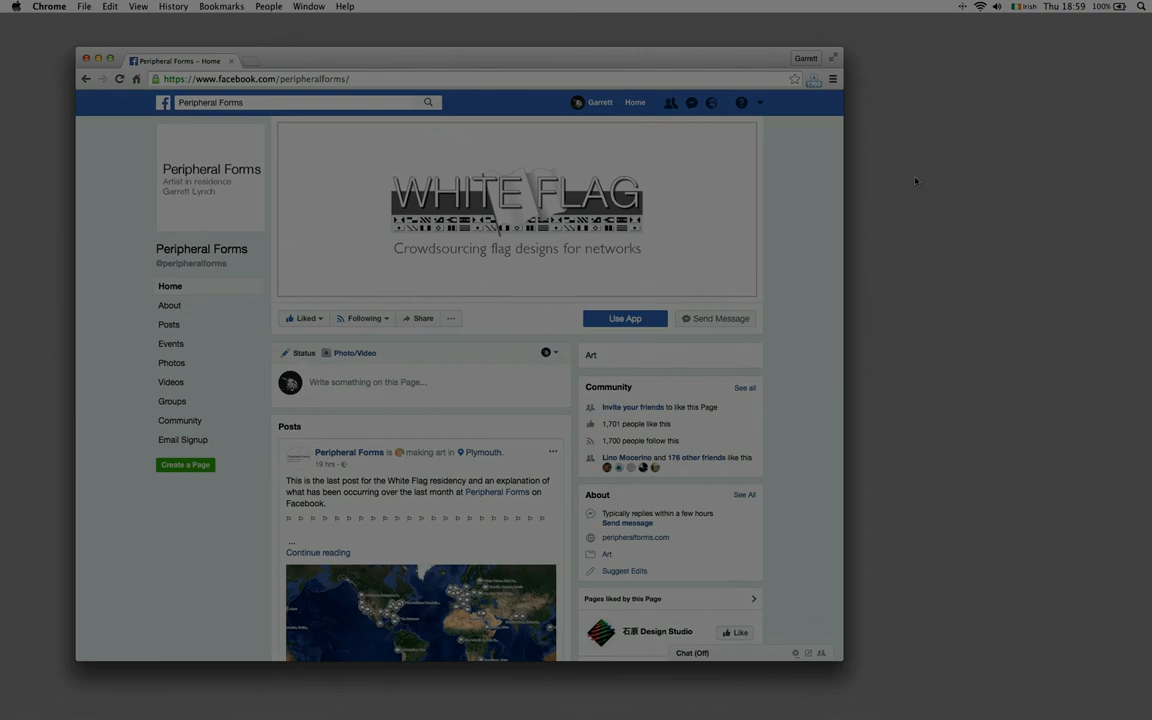 Chrome File Edit View History Bookmarks People Window Help
Irish Thu 18:59 100%
Peripheral Forms - Home
Garrett
https://www.facebook.com/peripheralforms/
Peripheral Forms
Garrett Home
Peripheral Forms
Artist in residence
Garrett Lynch
WHITE FLAG
Crowdsourcing flag designs for networks
Peripheral Forms
@peripheralforms
Home
About
Posts
Events
Photos
Videos
Groups
Community
Email Signup
Create a Page
Liked Following Share ...
Use App Send Message
Status Photo/Video
Write something on this Page...
Posts
Peripheral Forms is making art in Plymouth.
19 hrs ·
This is the last post for the White Flag residency and an explanation of
what has been occurring over the last month at Peripheral Forms on
Facebook.
...
Continue reading
Art
Community See all
Invite your friends to like this Page
1,701 people like this
1,700 people follow this
Lino Mocerino and 176 other friends like this
About See All
Typically replies within a few hours
Send message
peripheralforms.com
Art
Suggest Edits
Pages liked by this Page
石原 Design Studio Like
Chat (Off)